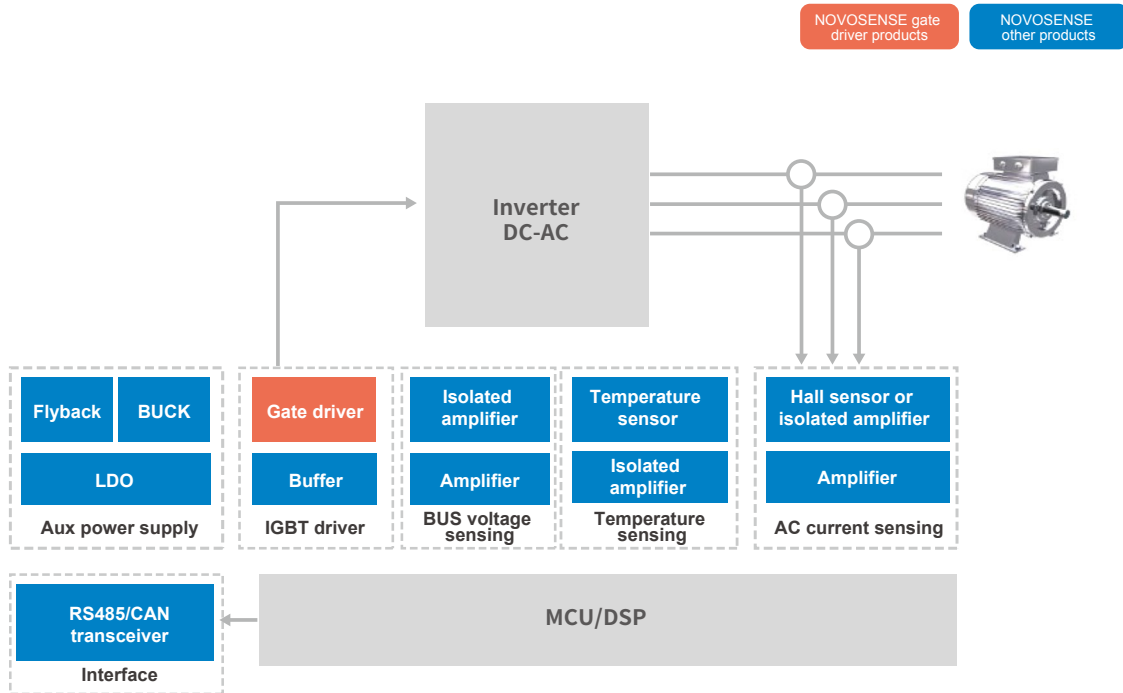 NOVOSENSE gate
driver products
NOVOSENSE
other products
Inverter
DC-AC
Flyback
BUCK
LDO
Aux power supply
Gate driver
Buffer
IGBT driver
Isolated
amplifier
Amplifier
BUS voltage
sensing
Temperature
sensor
Isolated
amplifier
Temperature
sensing
Hall sensor or
isolated amplifier
Amplifier
AC current sensing
RS485/CAN
transceiver
Interface
MCU/DSP